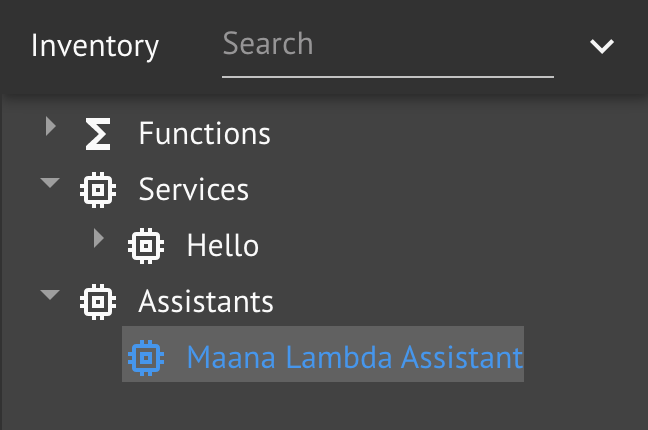 Inventory Search
Functions
Services
Hello
Assistants
Maana Lambda Assistant